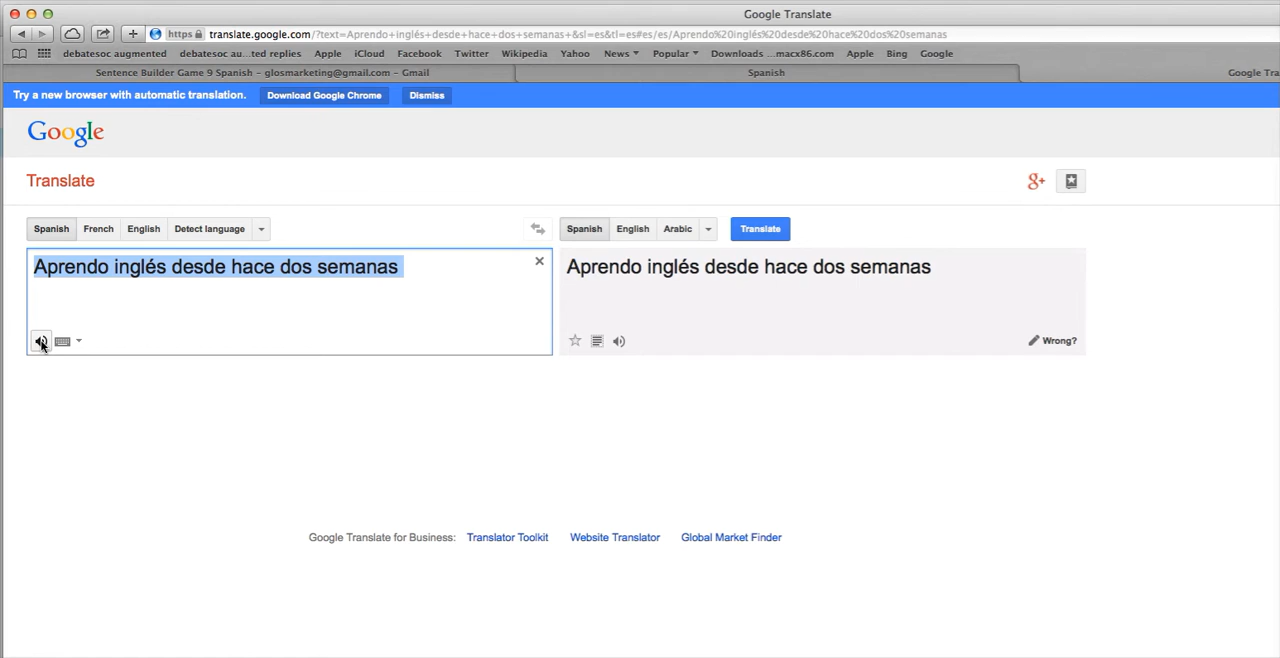 Google Translate
https translate.google.com/?text=Aprendo+inglés+desde+hace+dos+semanas+&sl=es&tl=es#es/es/Aprendo%20inglés%20desde%20hace%20dos%20semanas
debatesoc augmented debatesoc au...ted replies Apple iCloud Facebook Twitter Wikipedia Yahoo News Popular Downloads ...macx86.com Apple Bing Google
Sentence Builder Game 9 Spanish – glosmarketing@gmail.com – Gmail Spanish Google Tra
Try a new browser with automatic translation. Download Google Chrome Dismiss
Google
Translate
g+
Spanish French English Detect language Spanish English Arabic Translate
Aprendo inglés desde hace dos semanas Aprendo inglés desde hace dos semanas
Wrong?
Google Translate for Business: Translator Toolkit Website Translator Global Market Finder